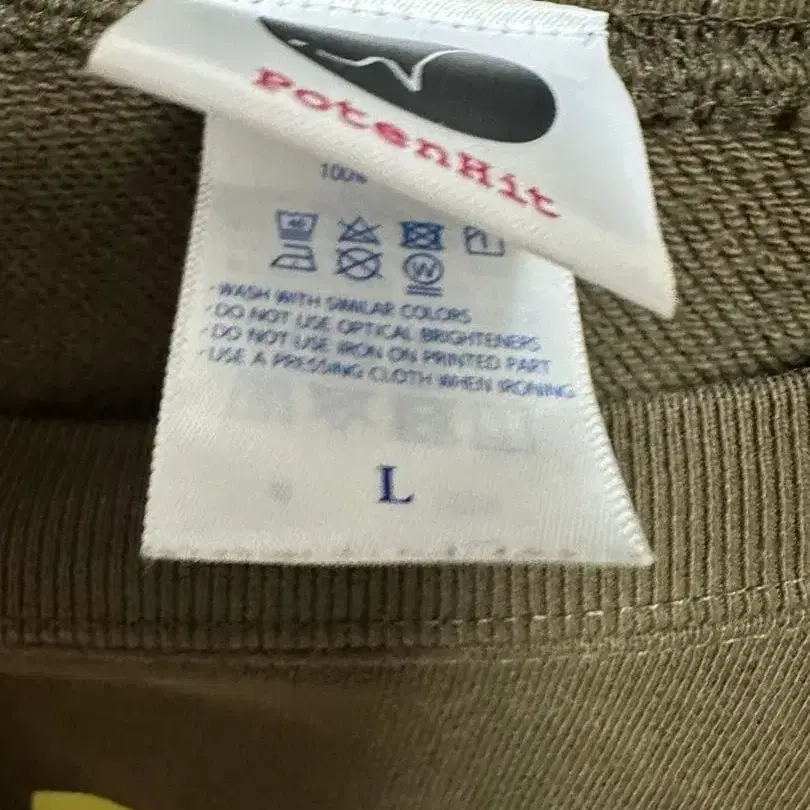 PotenHit
100%
W
-WASH WITH SIMILAR COLORS
-DO NOT USE OPTICAL BRIGHTENERS
-DO NOT USE IRON ON PRINTED PART
-USE A PRESSING CLOTH WHEN IRONING
L